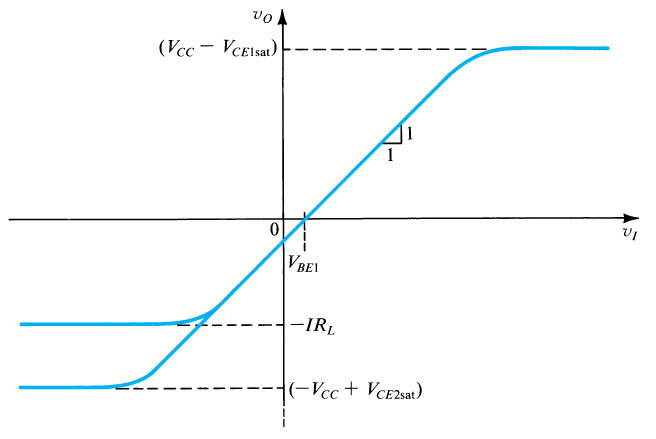 v_O
(V_CC − V_CE1sat)
1
1
0
v_I
V_BE1
−IR_L
(−V_CC + V_CE2sat)